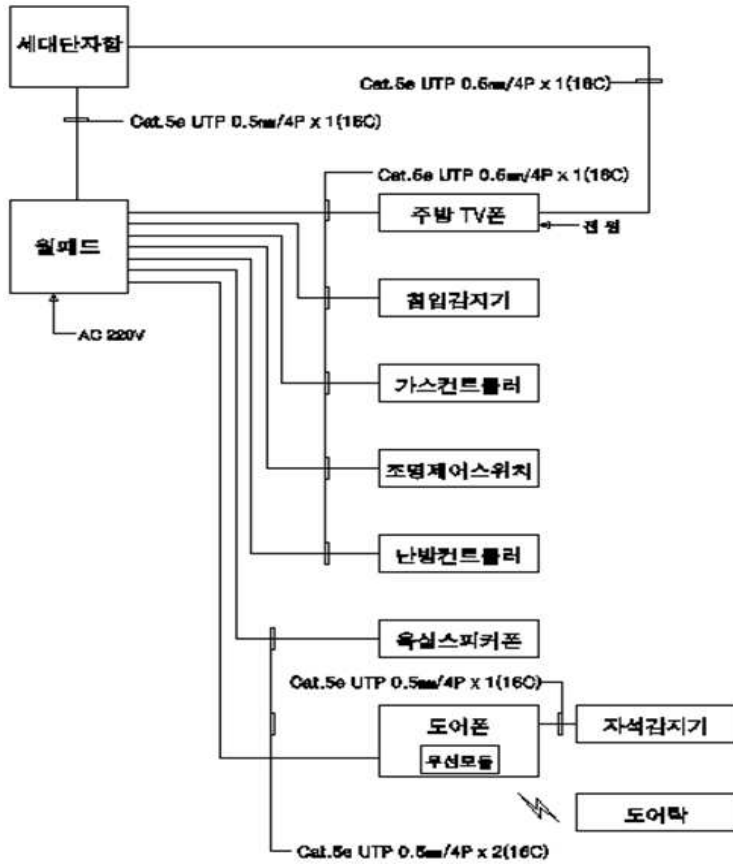 세대단자함
Cat.5e UTP 0.5㎜/4P x 1(16C)
Cat.5e UTP 0.5㎜/4P x 1(16C)
Cat.5e UTP 0.5㎜/4P x 1(16C)
월패드
주방 TV폰
전 원
침입감지기
AC 220V
가스컨트롤러
조명제어스위치
난방컨트롤러
욕실스피커폰
Cat.5e UTP 0.5㎜/4P x 1(16C)
도어폰
자석감지기
무선모듈
도어락
Cat.5e UTP 0.5㎜/4P x 2(16C)